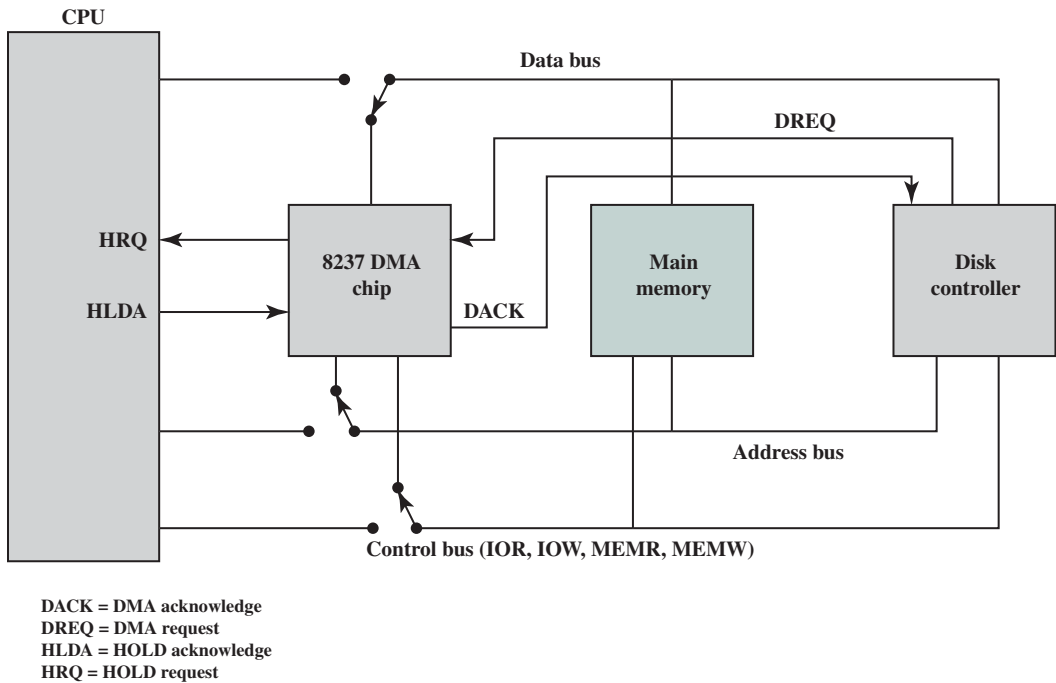 CPU
Data bus
DREQ
HRQ
8237 DMA
chip
Main
memory
Disk
controller
HLDA
DACK
Address bus
Control bus (IOR, IOW, MEMR, MEMW)
DACK = DMA acknowledge
DREQ = DMA request
HLDA = HOLD acknowledge
HRQ = HOLD request